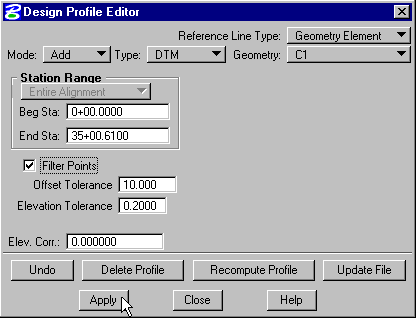 Design Profile Editor
Reference Line Type: Geometry Element
Mode: Add Type: DTM Geometry: C1
Station Range
Entire Alignment
Beg Sta: 0+00.0000
End Sta: 35+00.6100
Filter Points
Offset Tolerance 10.000
Elevation Tolerance 0.2000
Elev. Corr.: 0.000000
Undo Delete Profile Recompute Profile Update File
Apply Close Help